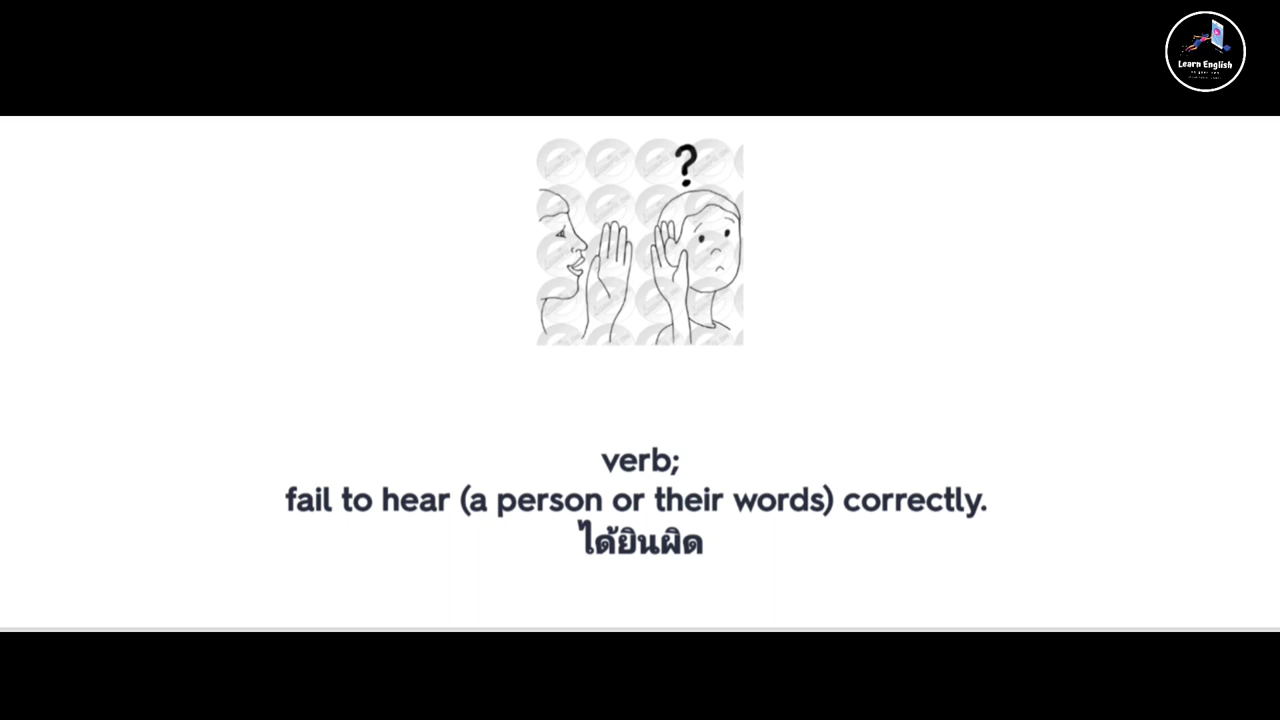 Learn English
?
verb;
fail to hear (a person or their words) correctly.
ได้ยินผิด